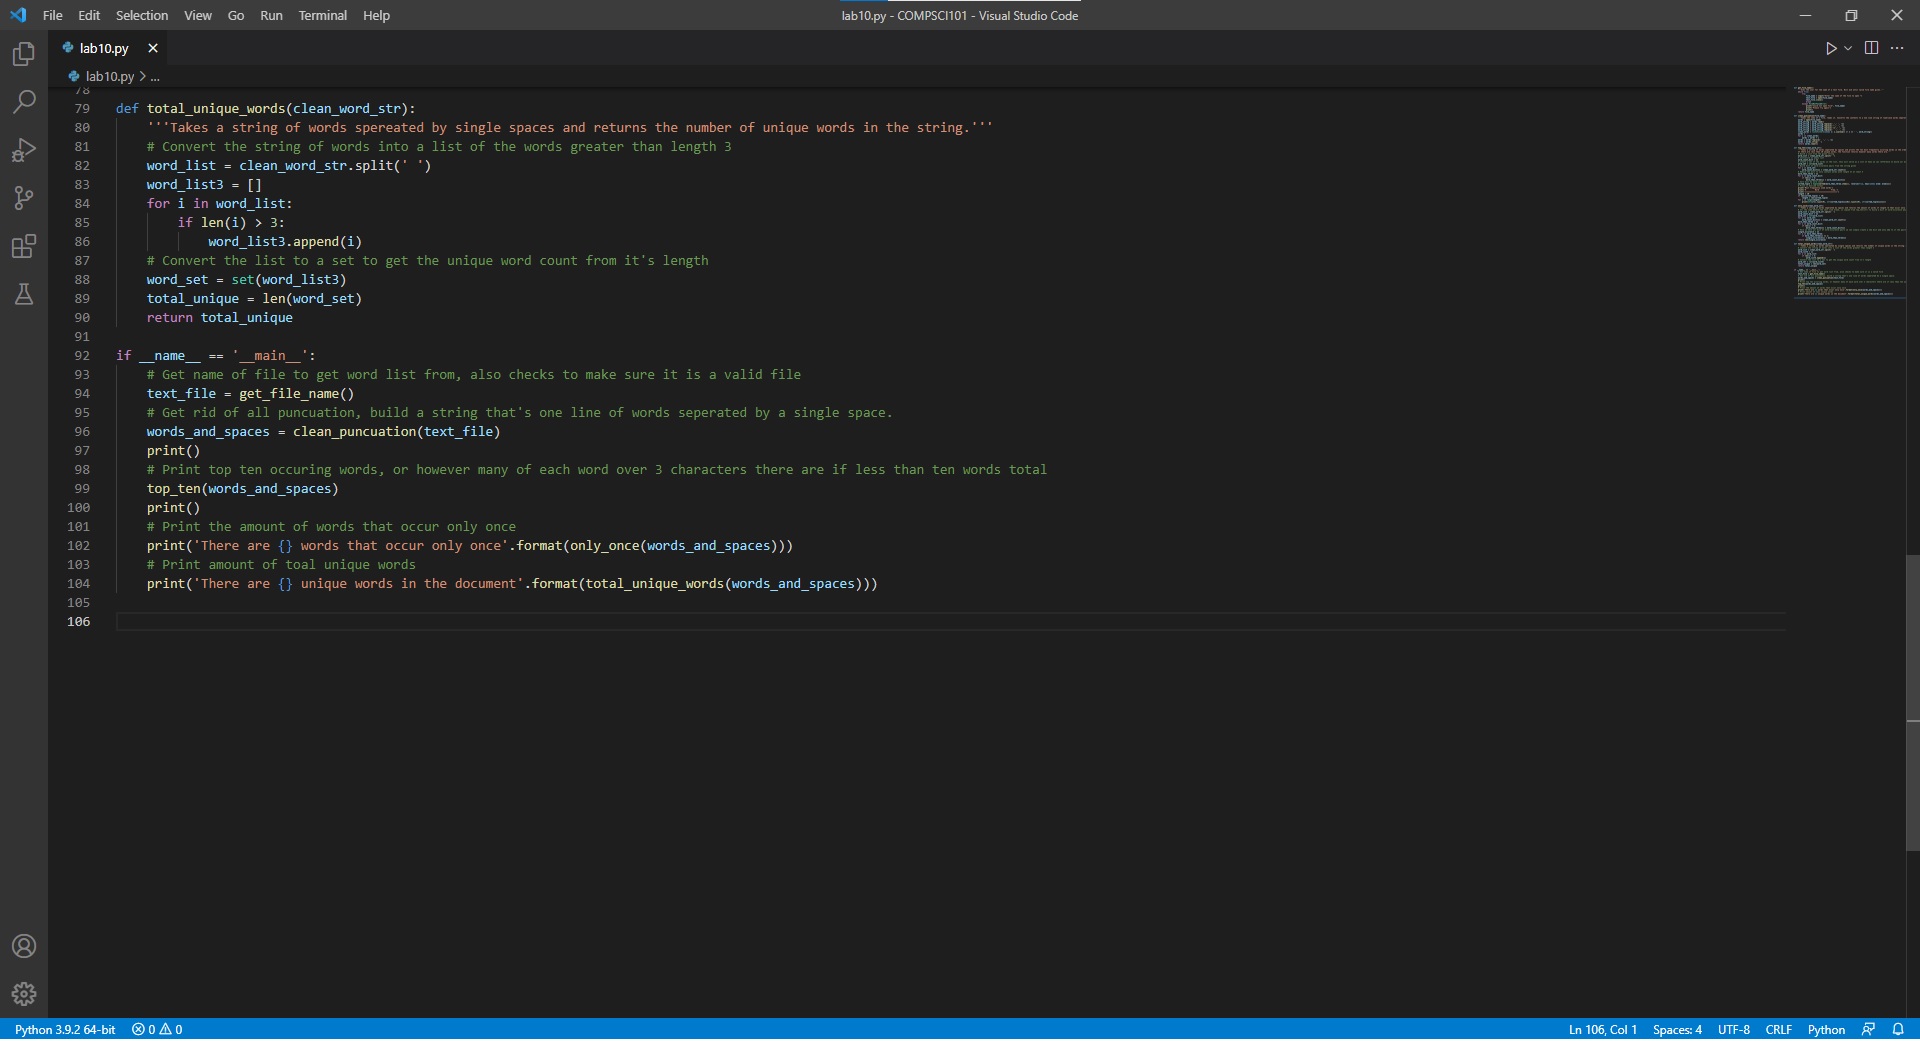 File Edit Selection View Go Run Terminal Help
lab10.py - COMPSCI101 - Visual Studio Code
lab10.py
lab10.py > ...
78
79 def total_unique_words(clean_word_str):
80 '''Takes a string of words spereated by single spaces and returns the number of unique words in the string.'''
81 # Convert the string of words into a list of the words greater than length 3
82 word_list = clean_word_str.split(' ')
83 word_list3 = []
84 for i in word_list:
85 if len(i) > 3:
86 word_list3.append(i)
87 # Convert the list to a set to get the unique word count from it's length
88 word_set = set(word_list3)
89 total_unique = len(word_set)
90 return total_unique
91
92 if __name__ == '__main__':
93 # Get name of file to get word list from, also checks to make sure it is a valid file
94 text_file = get_file_name()
95 # Get rid of all puncuation, build a string that's one line of words seperated by a single space.
96 words_and_spaces = clean_puncuation(text_file)
97 print()
98 # Print top ten occuring words, or however many of each word over 3 characters there are if less than ten words total
99 top_ten(words_and_spaces)
100 print()
101 # Print the amount of words that occur only once
102 print('There are {} words that occur only once'.format(only_once(words_and_spaces)))
103 # Print amount of toal unique words
104 print('There are {} unique words in the document'.format(total_unique_words(words_and_spaces)))
105
106
Python 3.9.2 64-bit 0 0 Ln 106, Col 1 Spaces: 4 UTF-8 CRLF Python